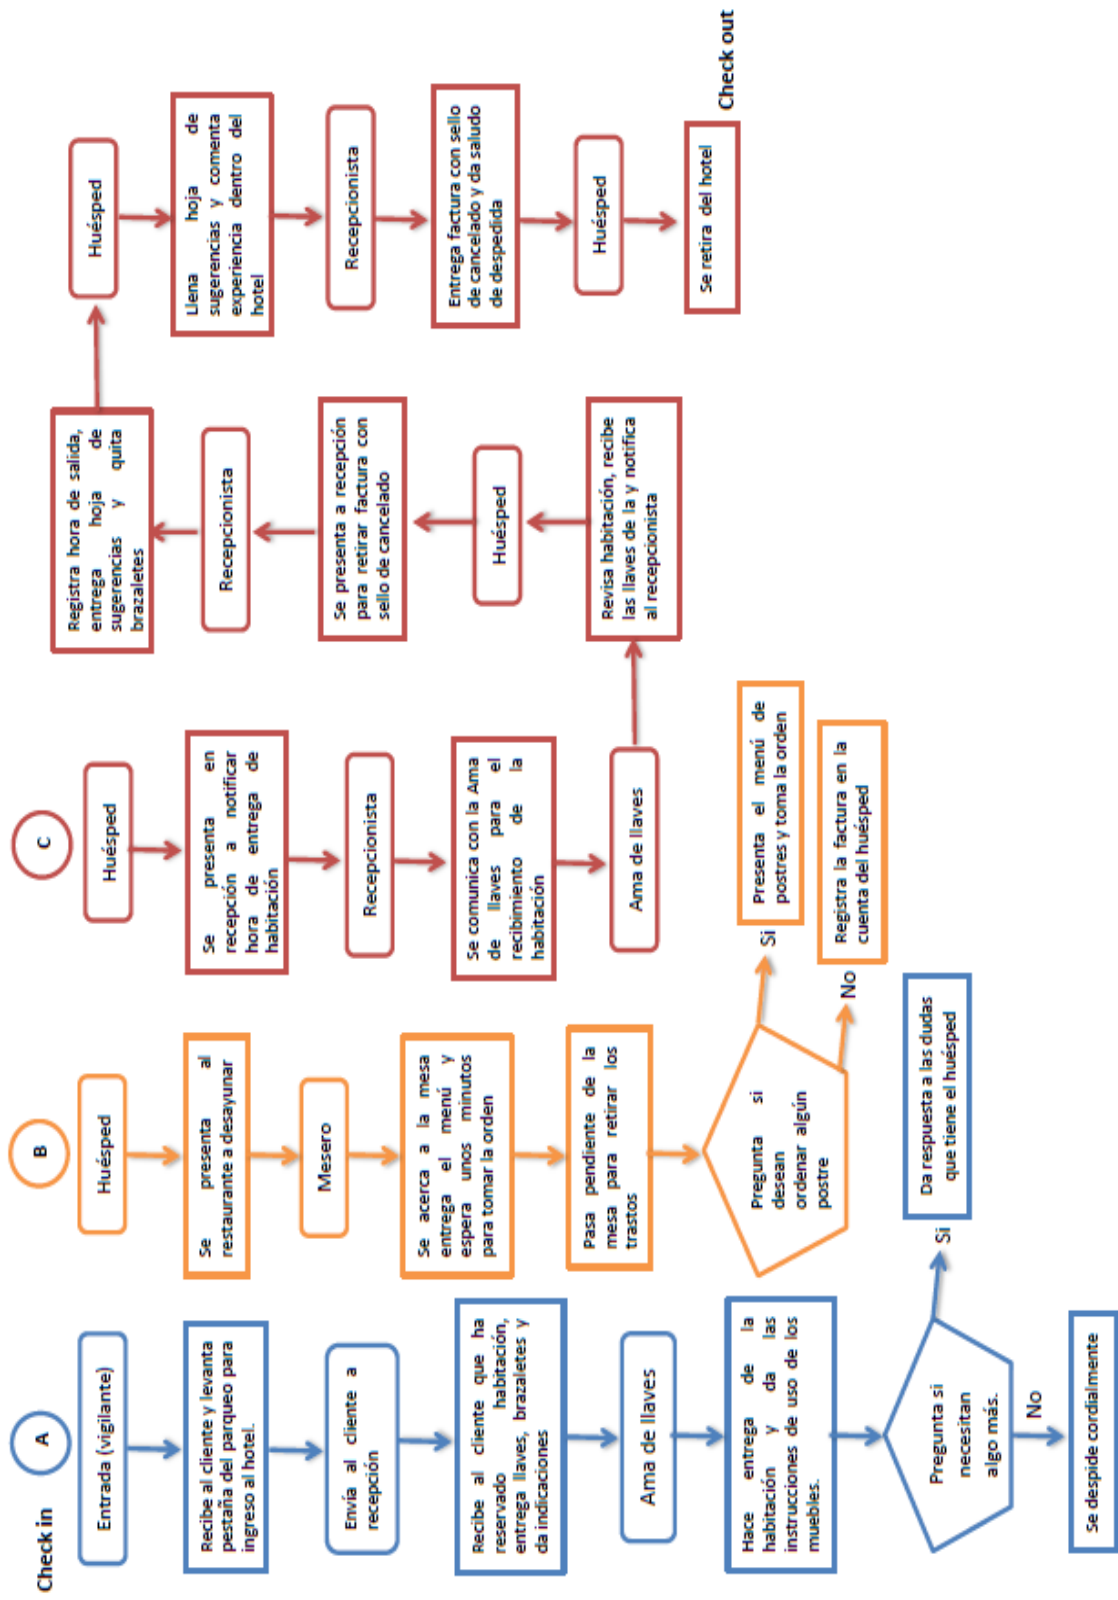 Check in
A
Entrada (vigilante)
Recibe al cliente y levanta
pestaña del parqueo para
ingreso al hotel.
Envía al cliente a
recepción
Recibe al cliente que ha
reservado habitación,
entrega llaves, brazaletes y
da indicaciones
Ama de llaves
Hace entrega de la
habitación y da las
instrucciones de uso de los
muebles.
Pregunta si
necesitan
algo más.
Si
Da respuesta a las dudas
que tiene el huésped
No
Se despide cordialmente
B
Huésped
Se presenta al
restaurante a desayunar
Mesero
Se acerca a la mesa
entrega el menú y
espera unos minutos
para tomar la orden
Pasa pendiente de la
mesa para retirar los
trastos
Pregunta si
desean
ordenar algún
postre
Si
Presenta el menú de
postres y toma la orden
No
Registra la factura en la
cuenta del huésped
C
Huésped
Se presenta en
recepción a notificar
hora de entrega de
habitación
Recepcionista
Se comunica con la Ama
de llaves para el
recibimiento de la
habitación
Ama de llaves
Revisa habitación, recibe
las llaves de la y notifica
al recepcionista
Huésped
Se presenta a recepción
para retirar factura con
sello de cancelado
Recepcionista
Registra hora de salida,
entrega hoja de
sugerencias y quita
brazaletes
Huésped
Llena hoja de
sugerencias y comenta
experiencia dentro del
hotel
Recepcionista
Entrega factura con sello
de cancelado y da saludo
de despedida
Huésped
Se retira del hotel
Check out